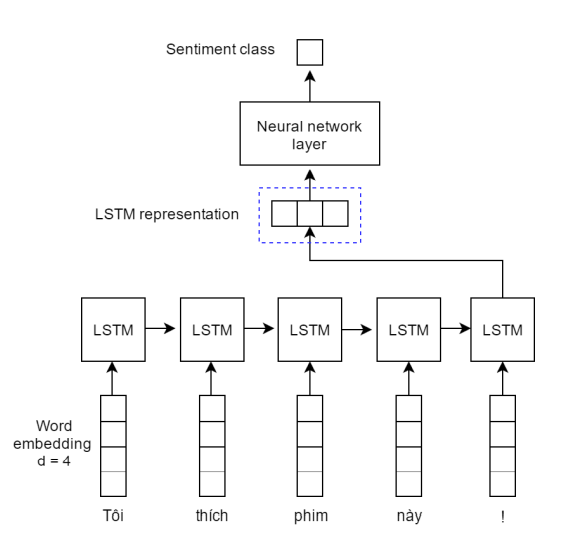 Sentiment class
Neural network
layer
LSTM representation
LSTM
LSTM
LSTM
LSTM
LSTM
Word
embedding
d = 4
Tôi
thích
phim
này
!